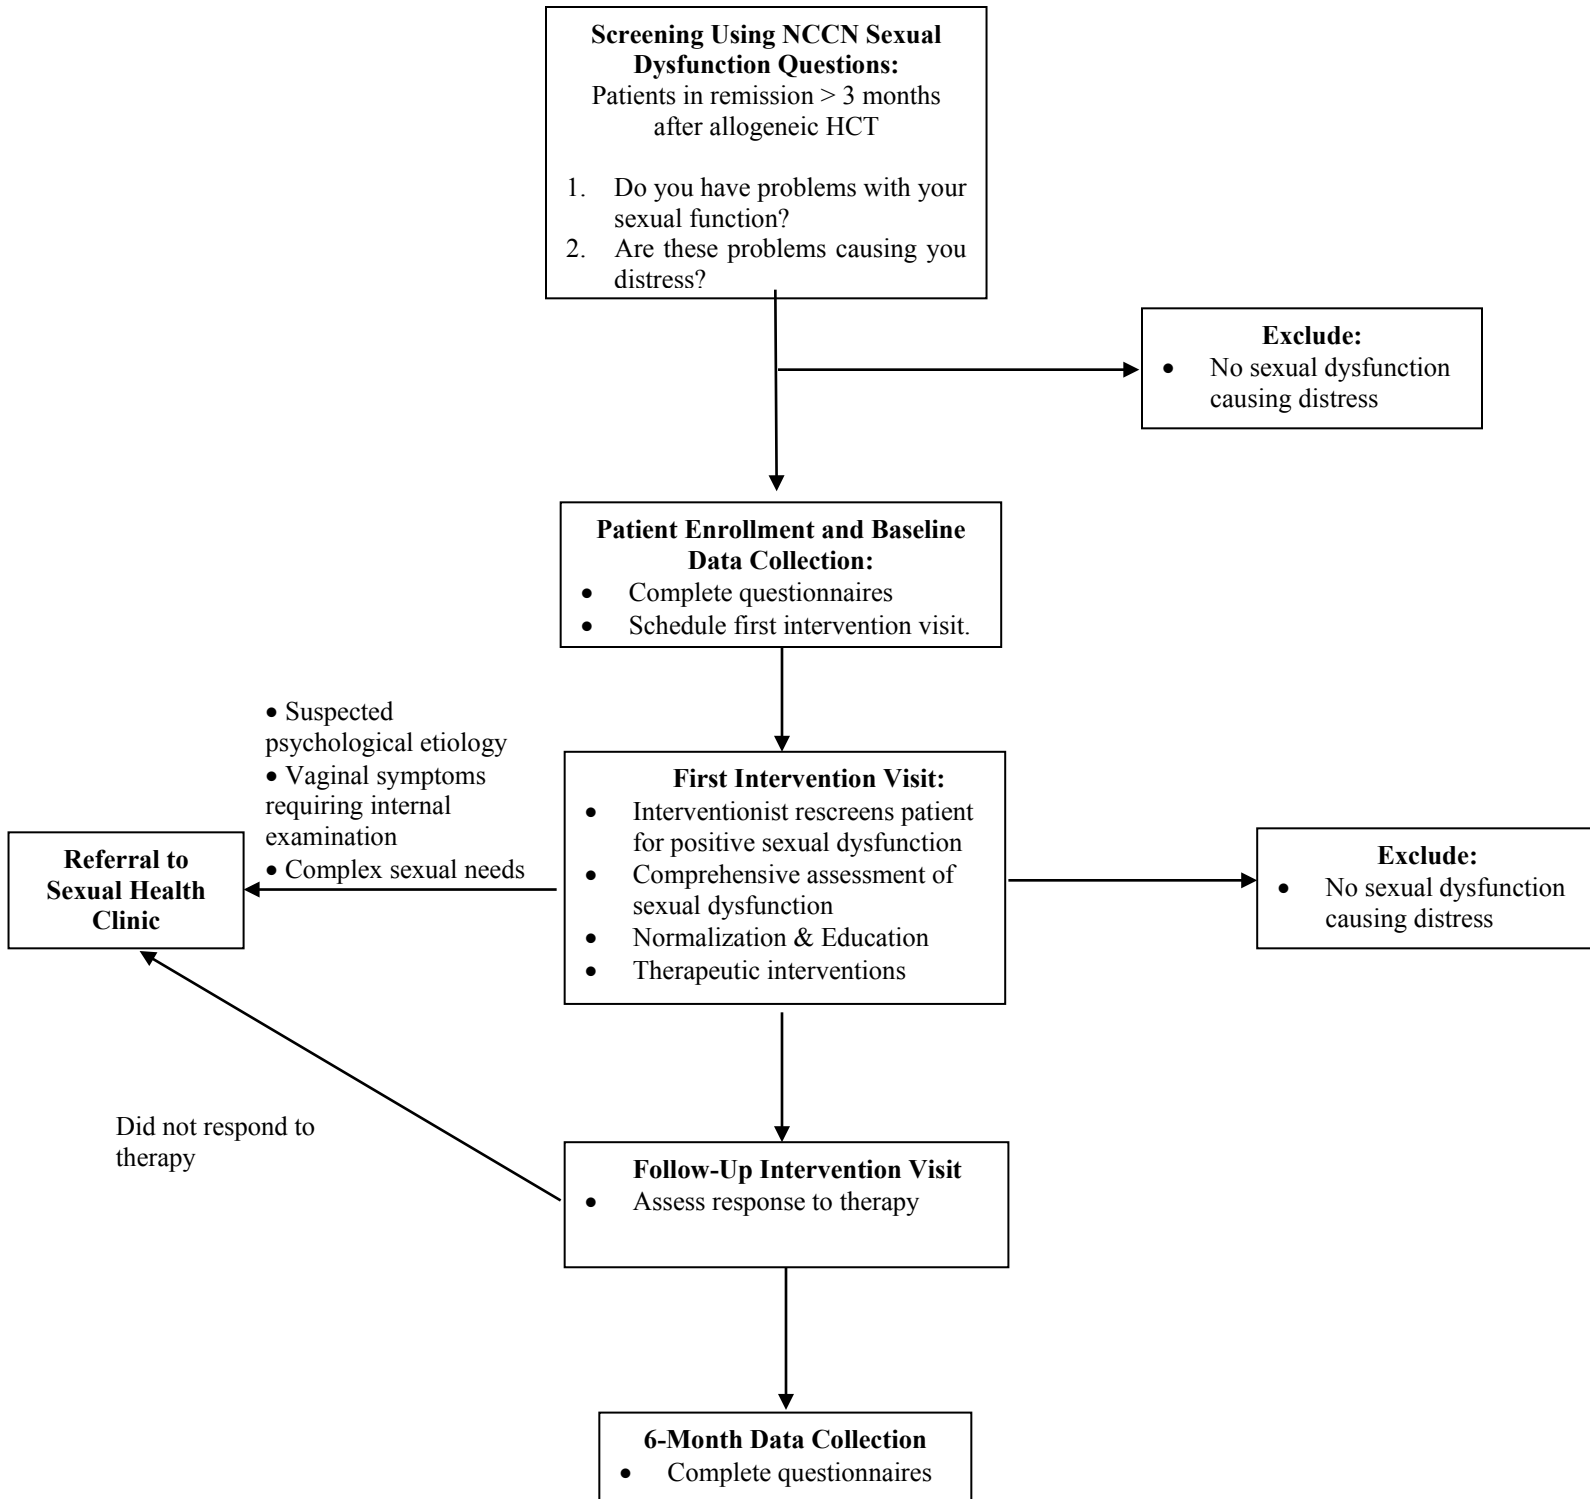 Screening Using NCCN Sexual
Dysfunction Questions:
Patients in remission > 3 months
after allogeneic HCT
1. Do you have problems with your
sexual function?
2. Are these problems causing you
distress?
Exclude:
• No sexual dysfunction
causing distress
Patient Enrollment and Baseline
Data Collection:
• Complete questionnaires
• Schedule first intervention visit.
• Suspected
psychological etiology
• Vaginal symptoms
requiring internal
examination
• Complex sexual needs
Referral to
Sexual Health
Clinic
First Intervention Visit:
• Interventionist rescreens patient
for positive sexual dysfunction
• Comprehensive assessment of
sexual dysfunction
• Normalization & Education
• Therapeutic interventions
Exclude:
• No sexual dysfunction
causing distress
Did not respond to
therapy
Follow-Up Intervention Visit
• Assess response to therapy
6-Month Data Collection
• Complete questionnaires